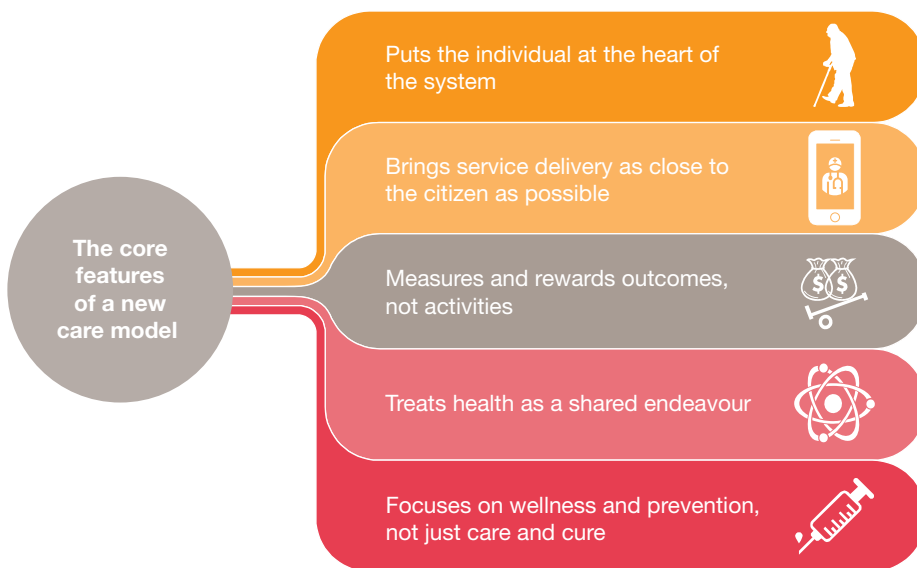 The core
features
of a new
care model
Puts the individual at the heart of
the system
Brings service delivery as close to
the citizen as possible
Measures and rewards outcomes,
not activities
$ $
Treats health as a shared endeavour
Focuses on wellness and prevention,
not just care and cure